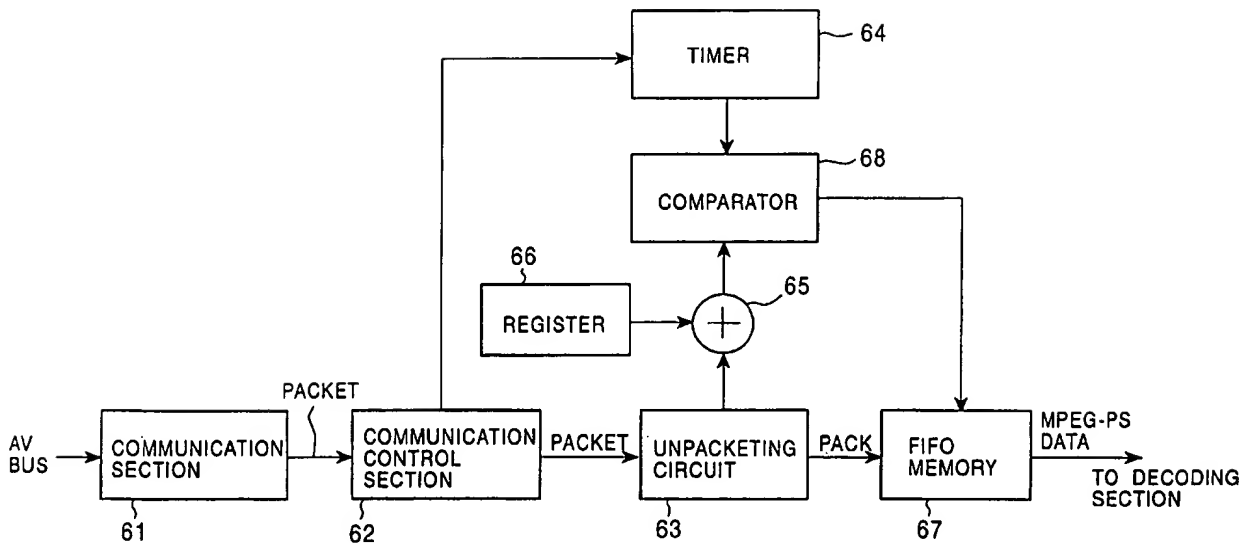 64
TIMER
68
COMPARATOR
66
REGISTER
65
+
PACKET
AV
BUS
COMMUNICATION
SECTION
61
COMMUNICATION
CONTROL
SECTION
62
PACKET
UNPACKETING
CIRCUIT
63
PACK
FIFO
MEMORY
67
MPEG-PS
DATA
TO DECODING
SECTION